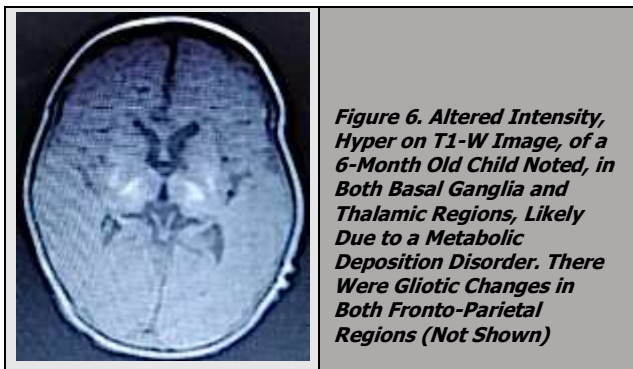 Figure 6. Altered Intensity,
Hyper on T1-W Image, of a
6-Month Old Child Noted, in
Both Basal Ganglia and
Thalamic Regions, Likely
Due to a Metabolic
Deposition Disorder. There
Were Gliotic Changes in
Both Fronto-Parietal
Regions (Not Shown)